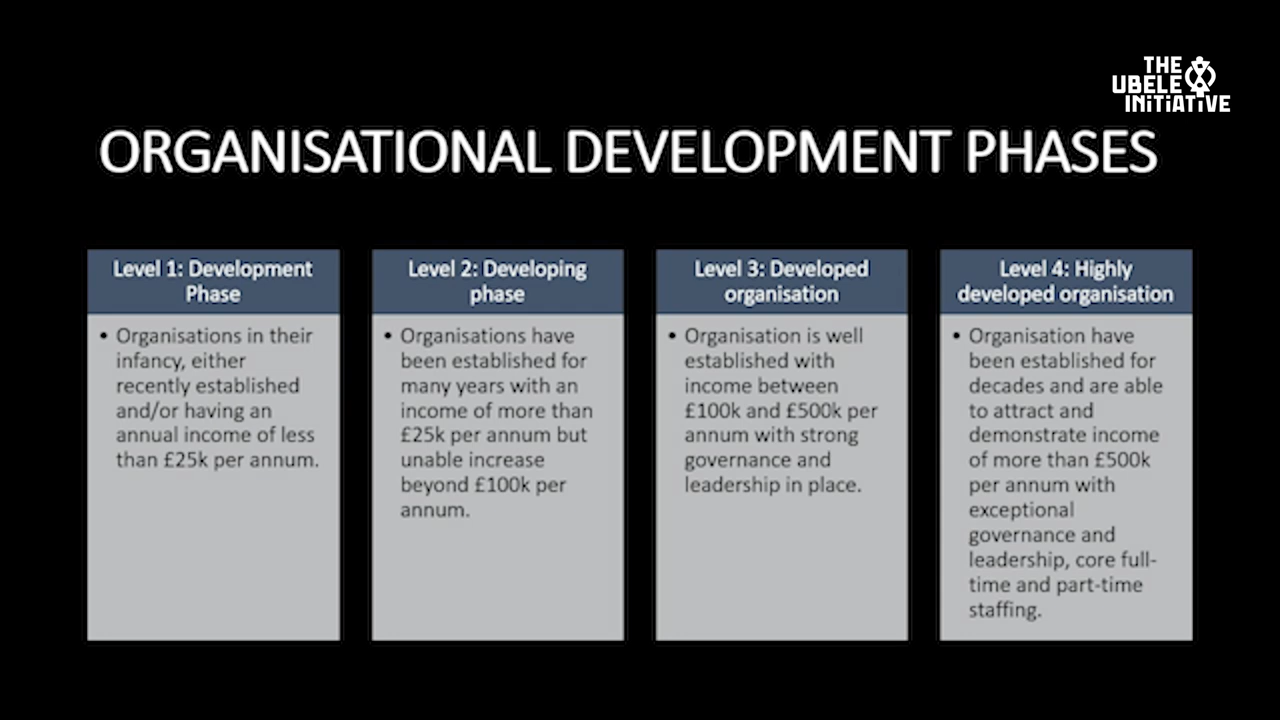 THE
UBELE
INITIATIVE
ORGANISATIONAL DEVELOPMENT PHASES
Level 1: Development
Phase
• Organisations in their
infancy, either
recently established
and/or having an
annual income of less
than £25k per annum.
Level 2: Developing
phase
• Organisations have
been established for
many years with an
income of more than
£25k per annum but
unable increase
beyond £100k per
annum.
Level 3: Developed
organisation
• Organisation is well
established with
income between
£100k and £500k per
annum with strong
governance and
leadership in place.
Level 4: Highly
developed organisation
• Organisation have
been established for
decades and are able
to attract and
demonstrate income
of more than £500k
per annum with
exceptional
governance and
leadership, core full-
time and part-time
staffing.